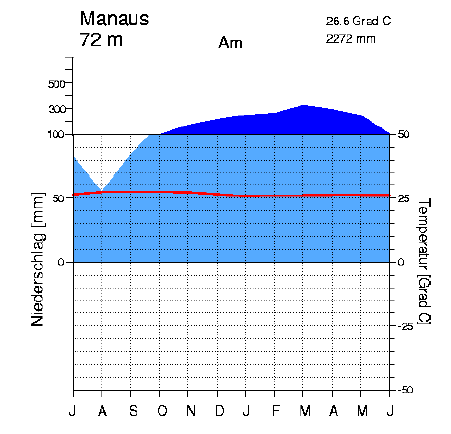 Manaus
72 m
Am
26.6 Grad C
2272 mm
500
300
100
50
0
50
25
0
-25
-50
Niederschlag [mm]
Temperatur [Grad C]
J A S O N D J F M A M J